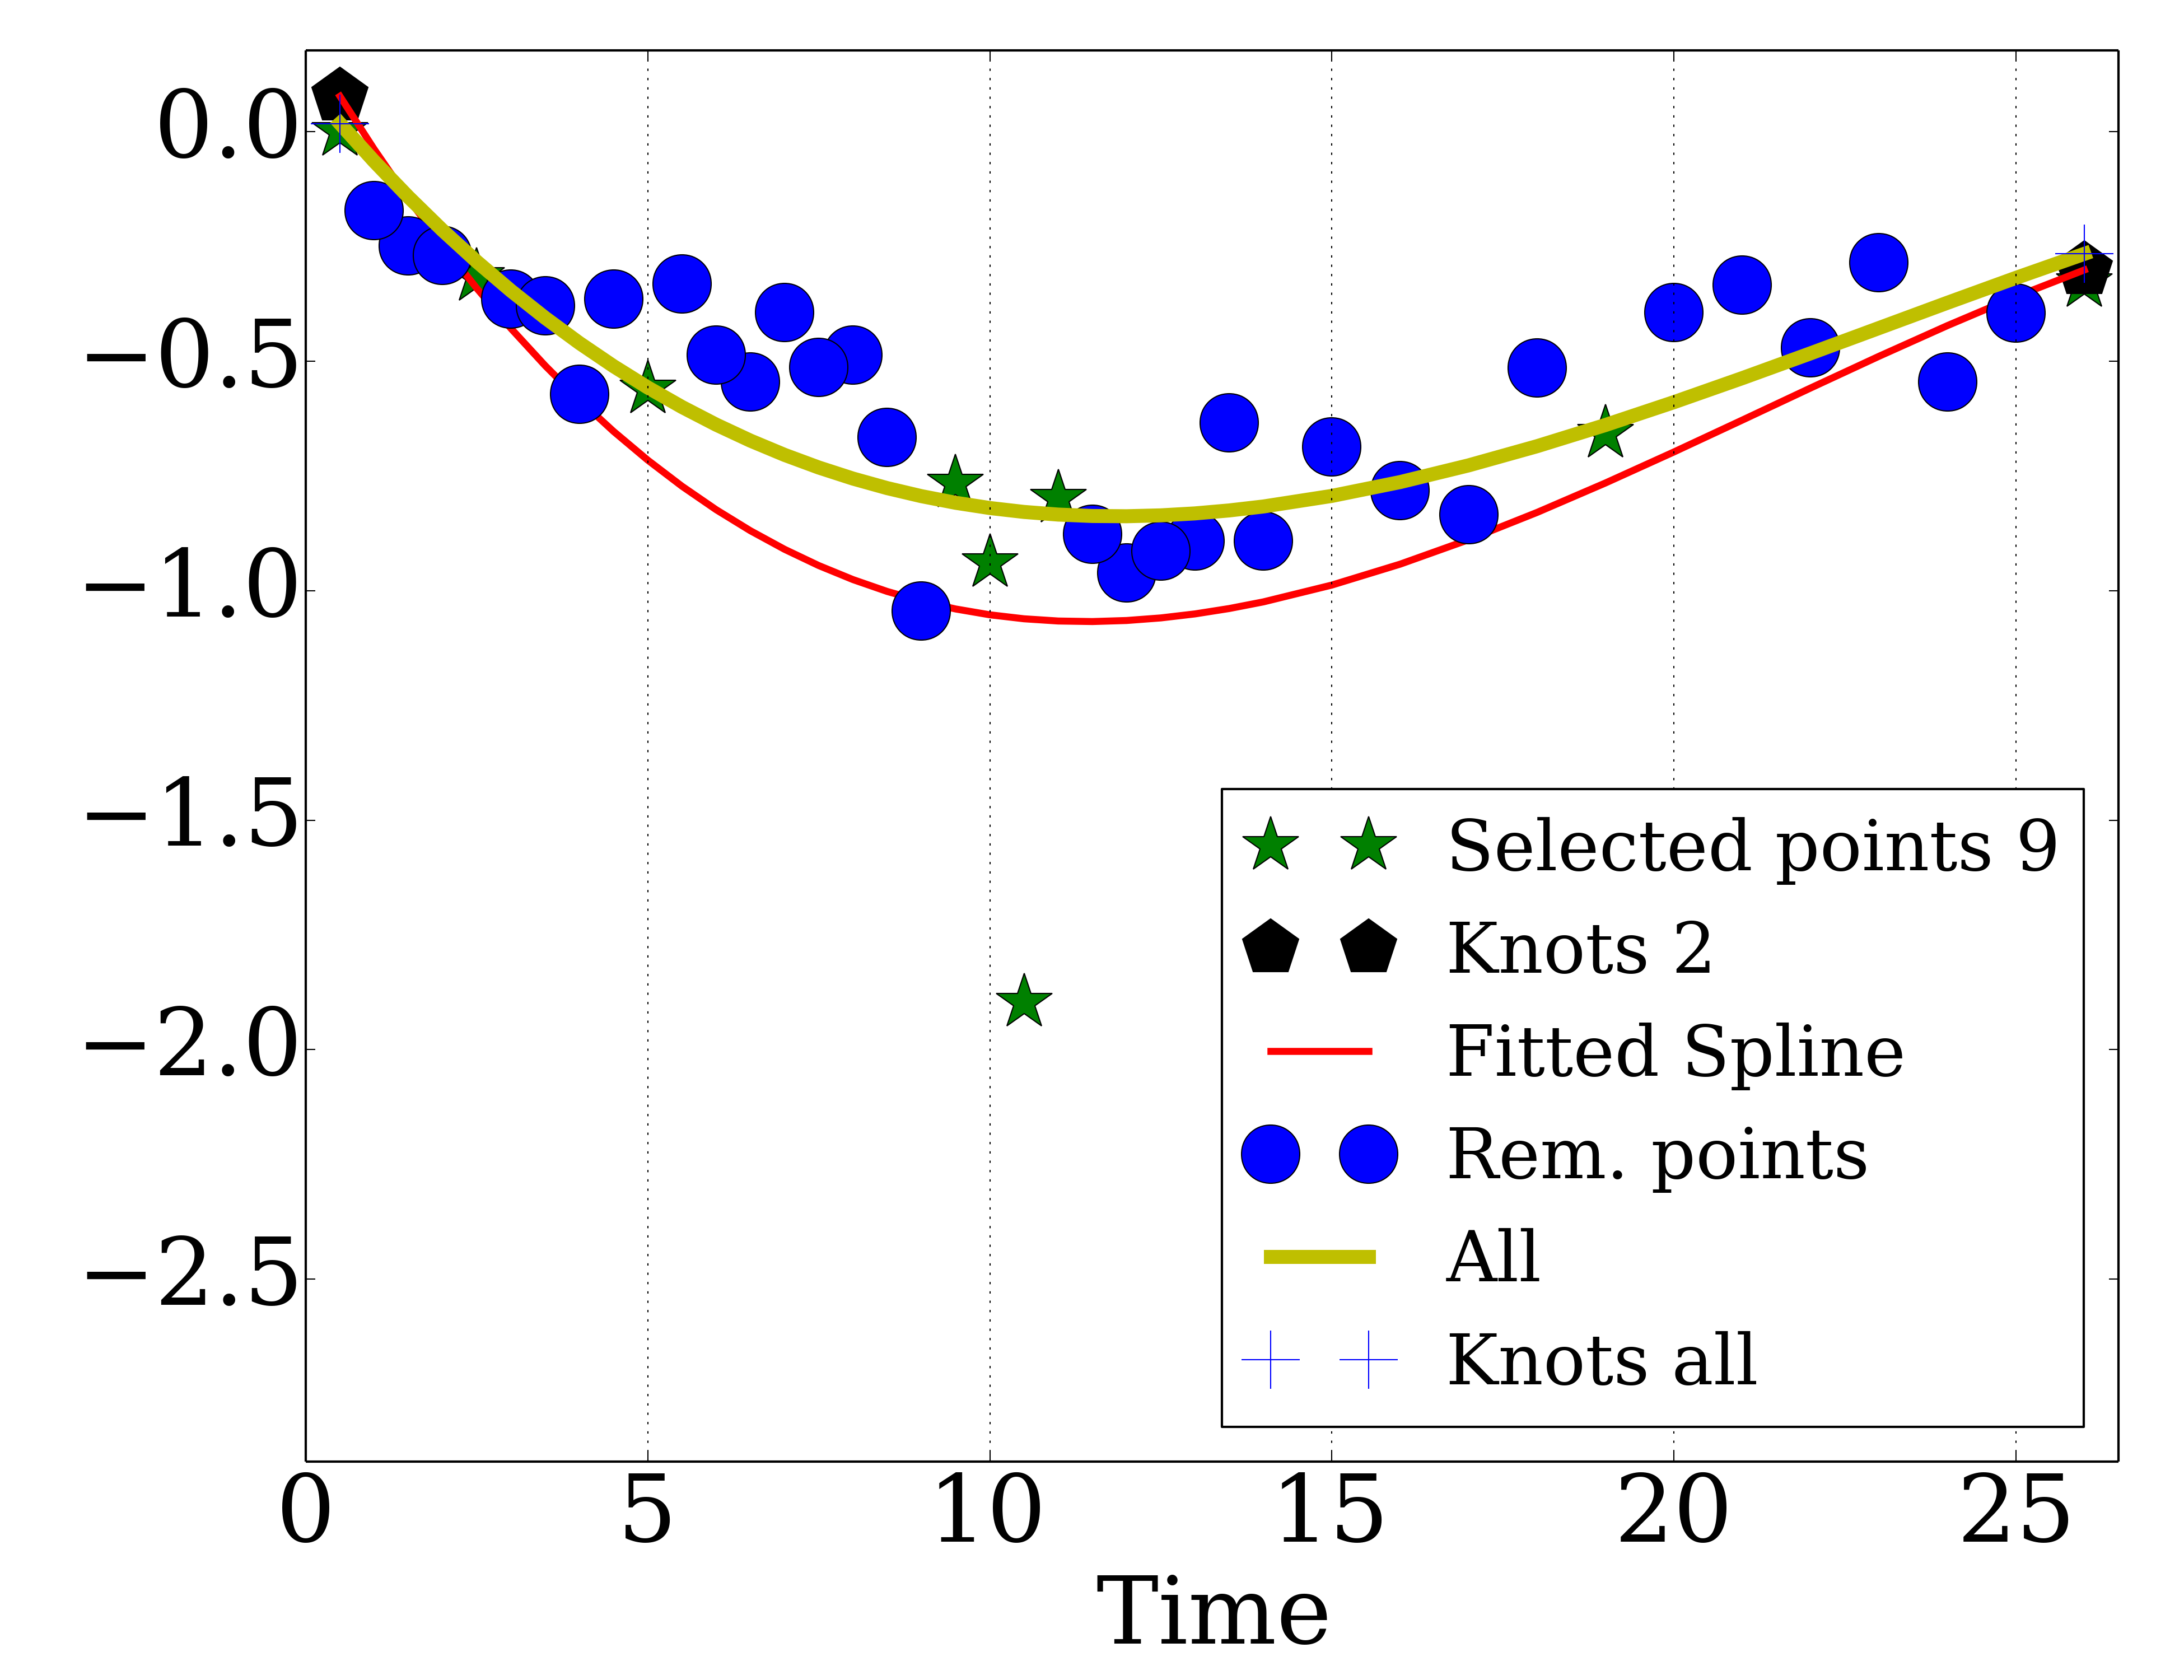 0.0
−0.5
−1.0
−1.5
−2.0
−2.5
Selected points 9
Knots 2
Fitted Spline
Rem. points
All
Knots all
0 5 10 15 20 25
Time